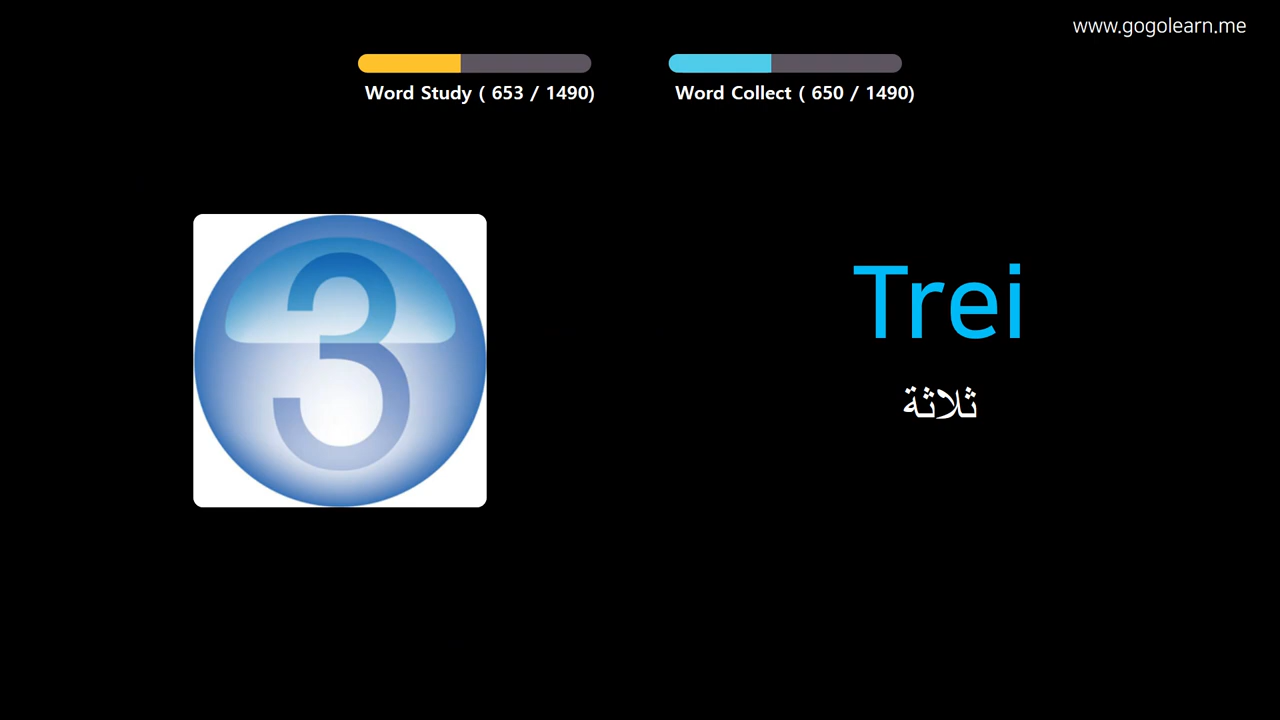 www.gogolearn.me
Word Study ( 653 / 1490)
Word Collect ( 650 / 1490)
3
Trei
ثلاثة